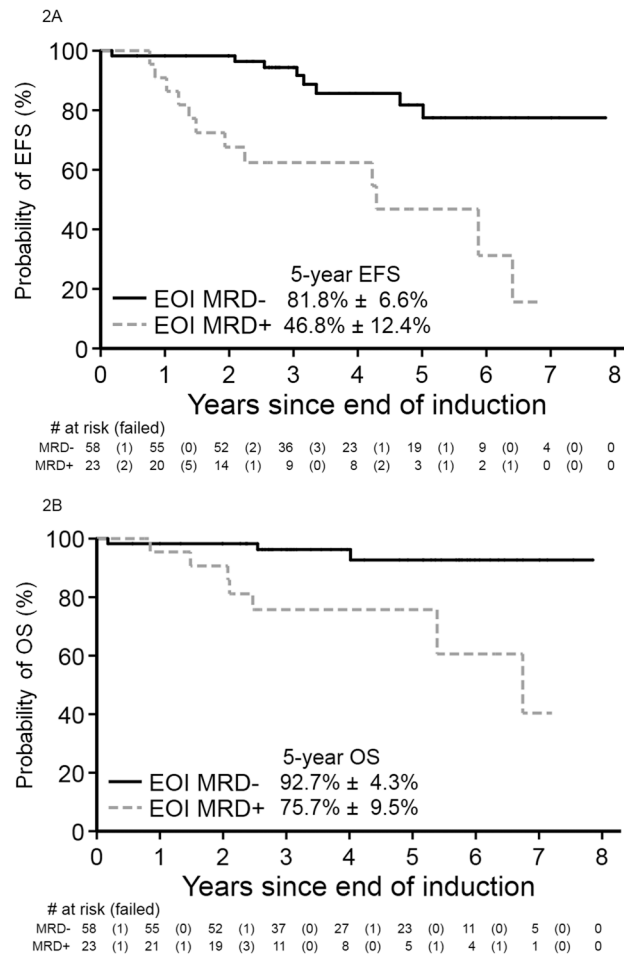 2A
100
80
60
40
20
0
Probability of EFS (%)
5-year EFS
EOI MRD- 81.8% ± 6.6%
EOI MRD+ 46.8% ± 12.4%
0 1 2 3 4 5 6 7 8
Years since end of induction
# at risk (failed)
MRD- 58 (1) 55 (0) 52 (2) 36 (3) 23 (1) 19 (1) 9 (0) 4 (0) 0
MRD+ 23 (2) 20 (5) 14 (1) 9 (0) 8 (2) 3 (1) 2 (1) 0 (0) 0
2B
100
80
60
40
20
0
Probability of OS (%)
5-year OS
EOI MRD- 92.7% ± 4.3%
EOI MRD+ 75.7% ± 9.5%
0 1 2 3 4 5 6 7 8
Years since end of induction
# at risk (failed)
MRD- 58 (1) 55 (0) 52 (1) 37 (0) 27 (1) 23 (0) 11 (0) 5 (0) 0
MRD+ 23 (1) 21 (1) 19 (3) 11 (0) 8 (0) 5 (1) 4 (1) 1 (0) 0